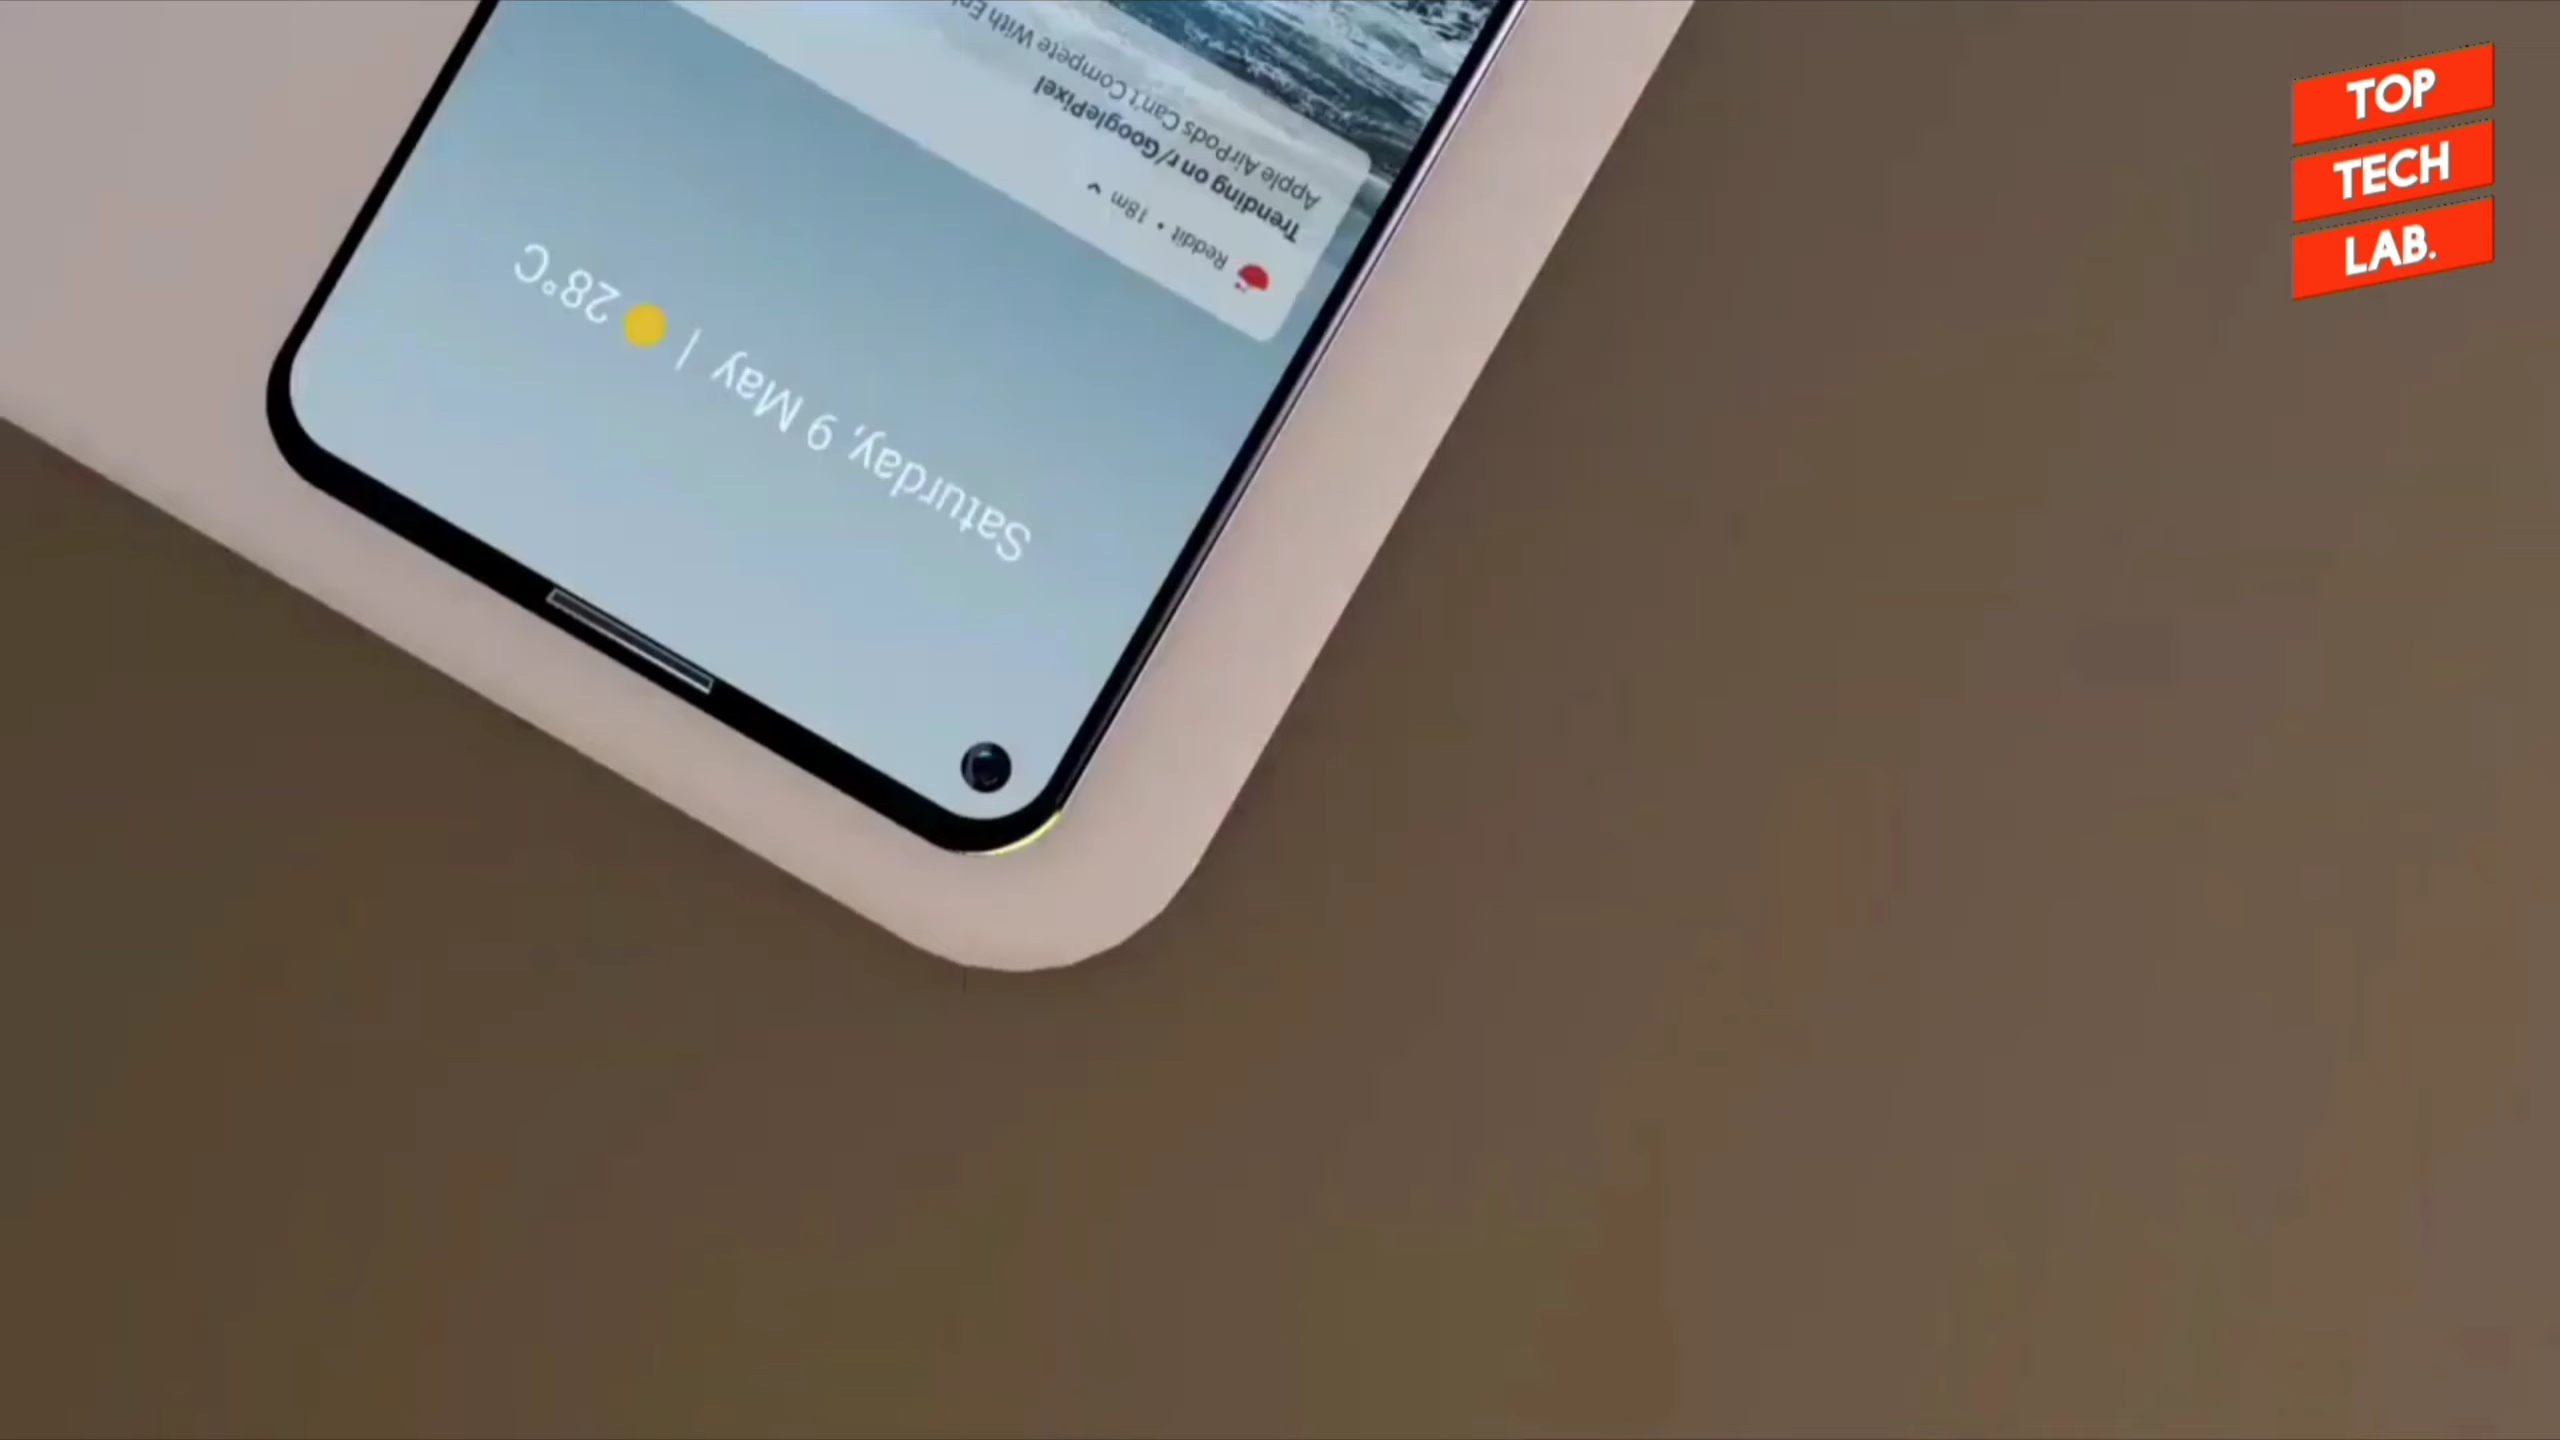 TOP
TECH
LAB.
Saturday, 9 May | 28°C
Reddit • 18m
Trending on r/GooglePixel
Apple AirPods Can't Compete With